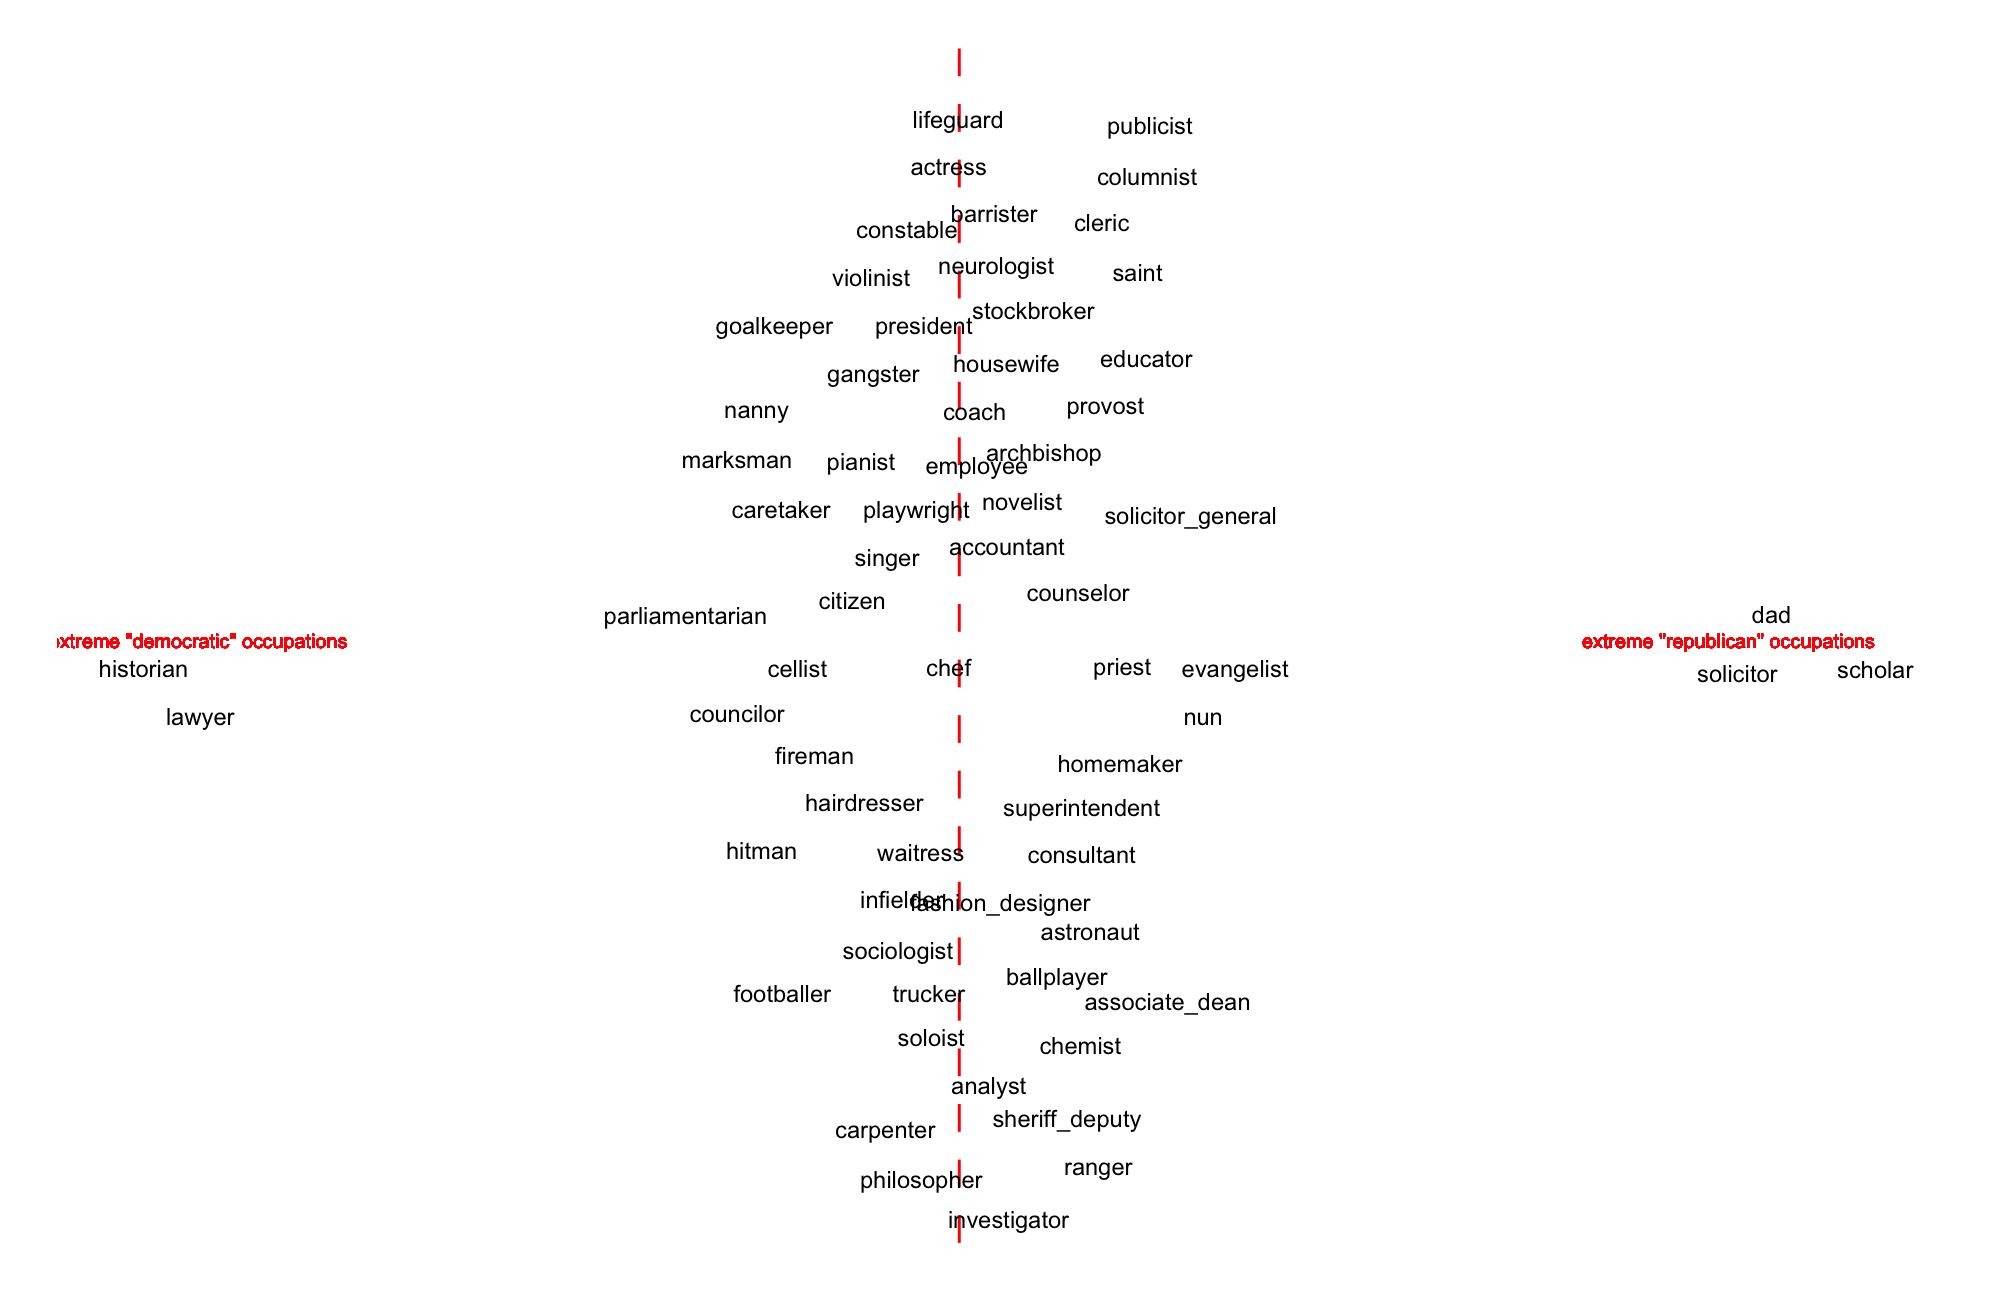 lifeguard
publicist
actress
columnist
barrister
cleric
constable
neurologist
saint
violinist
stockbroker
goalkeeper
president
housewife
educator
gangster
nanny
coach
provost
marksman
pianist
employee
archbishop
caretaker
playwright
novelist
solicitor_general
singer
accountant
citizen
counselor
parliamentarian
dad
extreme "democratic" occupations
extreme "republican" occupations
historian
cellist
chef
priest
evangelist
solicitor
scholar
lawyer
councilor
nun
fireman
homemaker
hairdresser
superintendent
hitman
waitress
consultant
infielder
fashion_designer
astronaut
sociologist
ballplayer
footballer
trucker
associate_dean
soloist
chemist
analyst
carpenter
sheriff_deputy
philosopher
ranger
investigator